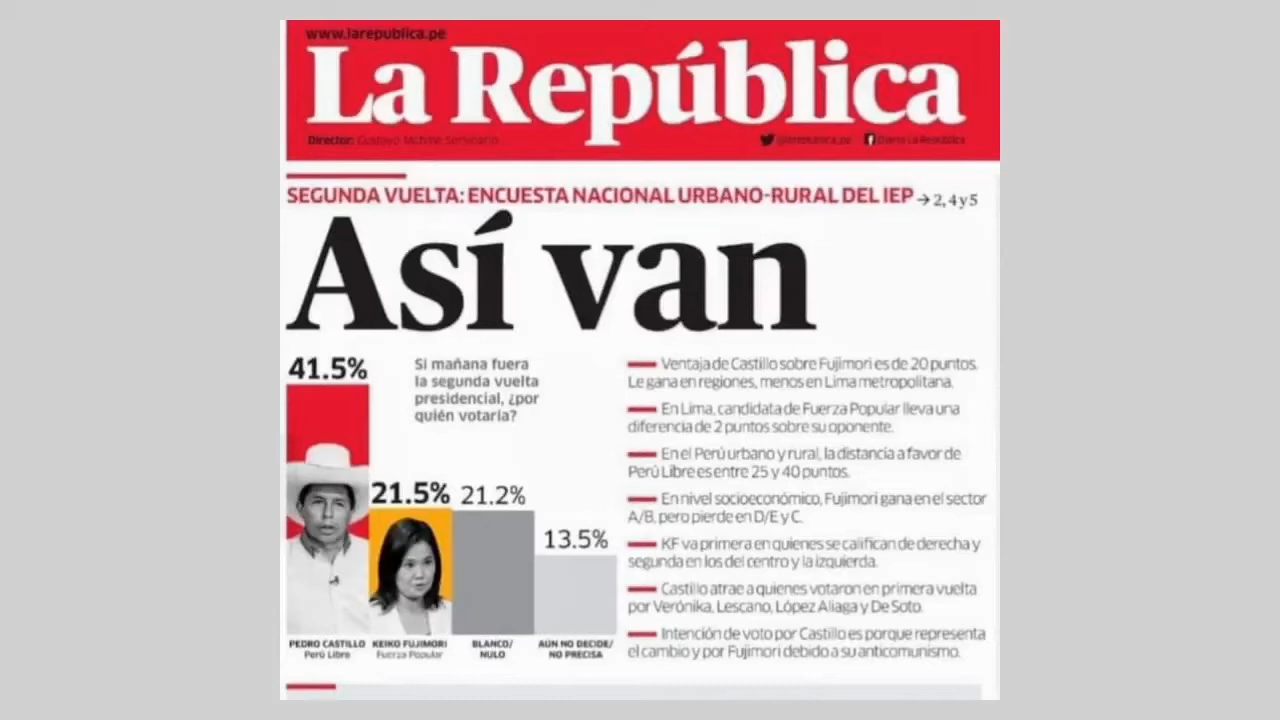 www.larepublica.pe
La República
Director: Gustavo Mohme Seminario
@larepublica_pe Diario La República
SEGUNDA VUELTA: ENCUESTA NACIONAL URBANO-RURAL DEL IEP → 2, 4 y 5
Así van
41.5%
Si mañana fuera
la segunda vuelta
presidencial, ¿por
quién votaría?
21.5%
21.2%
13.5%
PEDRO CASTILLO
Perú Libre
KEIKO FUJIMORI
Fuerza Popular
BLANCO/
NULO
AÚN NO DECIDE/
NO PRECISA
Ventaja de Castillo sobre Fujimori es de 20 puntos.
Le gana en regiones, menos en Lima metropolitana.
En Lima, candidata de Fuerza Popular lleva una
diferencia de 2 puntos sobre su oponente.
En el Perú urbano y rural, la distancia a favor de
Perú Libre es entre 25 y 40 puntos.
En nivel socioeconómico, Fujimori gana en el sector
A/B, pero pierde en D/E y C.
KF va primera en quienes se califican de derecha y
segunda en los del centro y la izquierda.
Castillo atrae a quienes votaron en primera vuelta
por Verónika, Lescano, López Aliaga y De Soto.
Intención de voto por Castillo es porque representa
el cambio y por Fujimori debido a su anticomunismo.